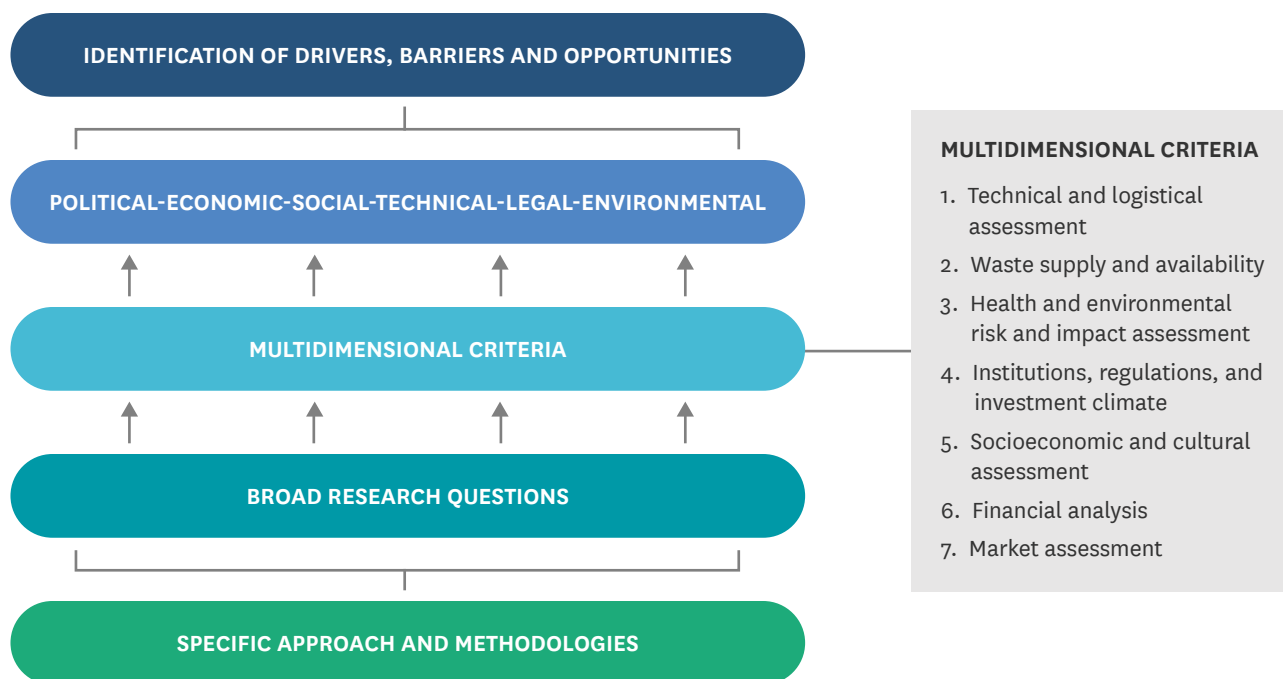 IDENTIFICATION OF DRIVERS, BARRIERS AND OPPORTUNITIES
POLITICAL-ECONOMIC-SOCIAL-TECHNICAL-LEGAL-ENVIRONMENTAL
MULTIDIMENSIONAL CRITERIA
BROAD RESEARCH QUESTIONS
SPECIFIC APPROACH AND METHODOLOGIES
MULTIDIMENSIONAL CRITERIA
1. Technical and logistical
assessment
2. Waste supply and availability
3. Health and environmental
risk and impact assessment
4. Institutions, regulations, and
investment climate
5. Socioeconomic and cultural
assessment
6. Financial analysis
7. Market assessment